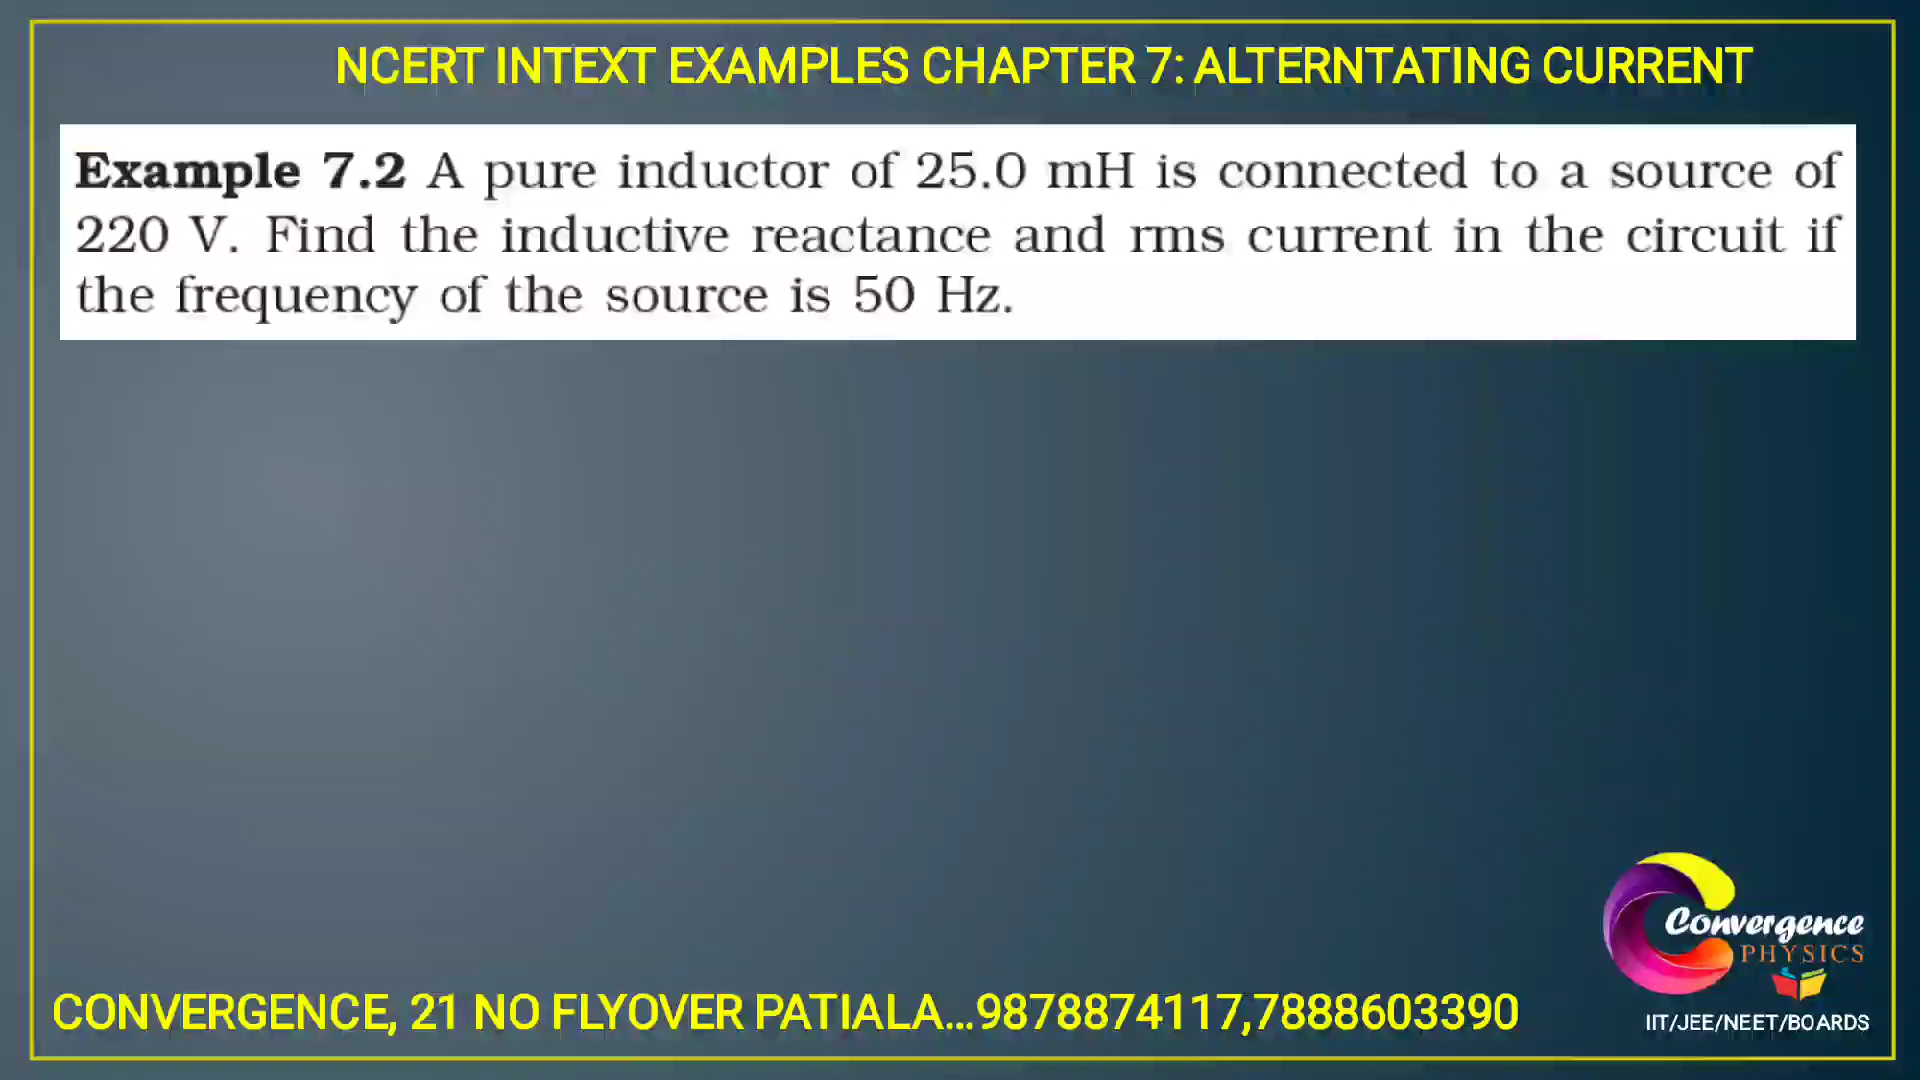 NCERT INTEXT EXAMPLES CHAPTER 7: ALTERNTATING CURRENT
Example 7.2 A pure inductor of 25.0 mH is connected to a source of
220 V. Find the inductive reactance and rms current in the circuit if
the frequency of the source is 50 Hz.
Convergence
PHYSICS
IIT/JEE/NEET/BOARDS
CONVERGENCE, 21 NO FLYOVER PATIALA...9878874117,7888603390